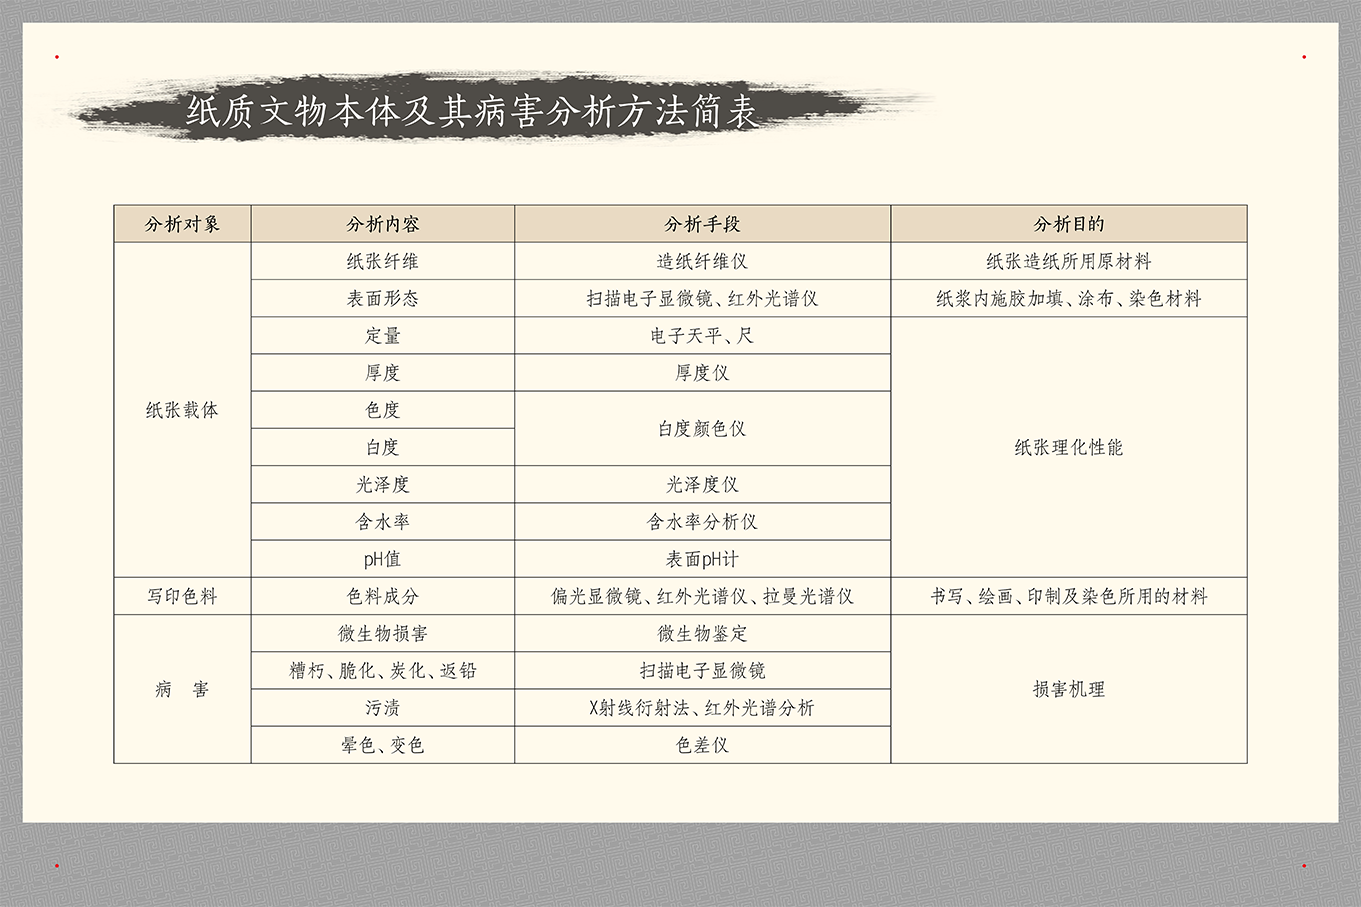 纸质文物本体及其病害分析方法简表
分析对象 分析内容 分析手段 分析目的
纸张载体 纸张纤维 造纸纤维仪 纸张造纸所用原材料
表面形态 扫描电子显微镜、红外光谱仪 纸浆内施胶加填、涂布、染色材料
定量 电子天平、尺 纸张理化性能
厚度 厚度仪
色度 白度颜色仪
白度
光泽度 光泽度仪
含水率 含水率分析仪
pH值 表面pH计
写印色料 色料成分 偏光显微镜、红外光谱仪、拉曼光谱仪 书写、绘画、印制及染色所用的材料
病 害 微生物损害 微生物鉴定 损害机理
糟朽、脆化、炭化、返铅 扫描电子显微镜
污渍 X射线衍射法、红外光谱分析
晕色、变色 色差仪